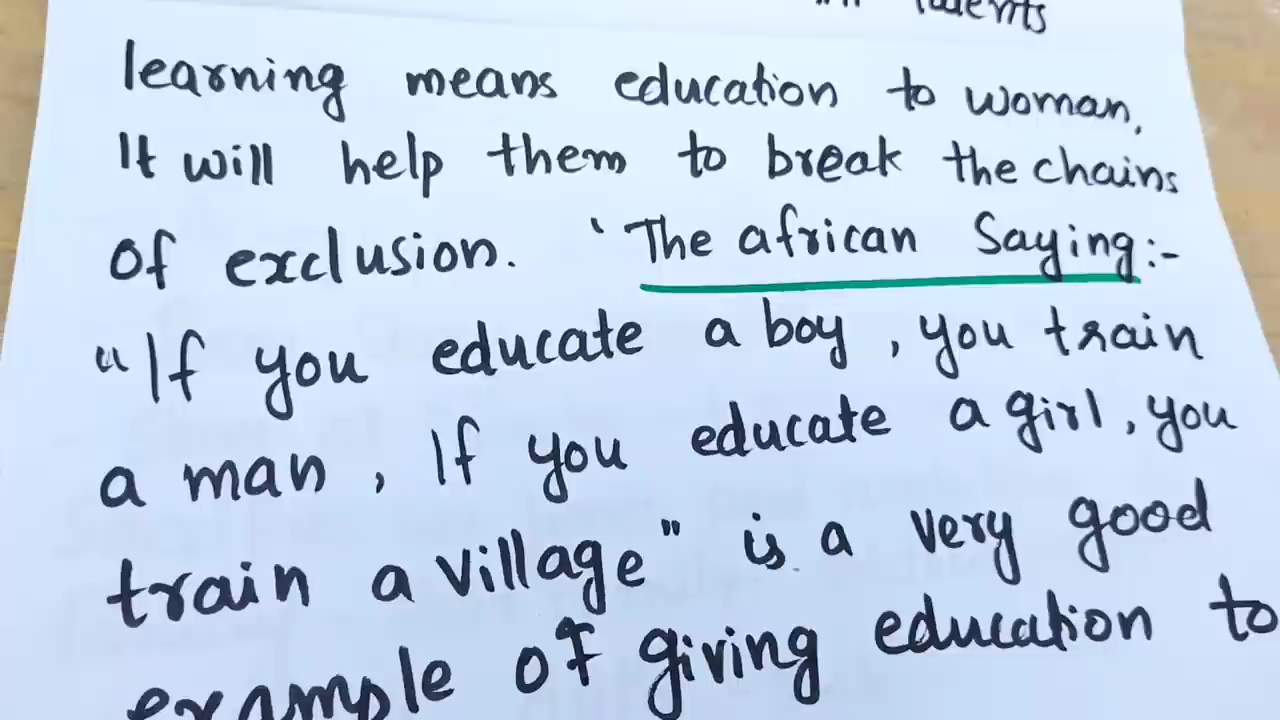 learning means education to woman.
It will help them to break the chains
of exclusion. ‘The african Saying:-
“If you educate a boy, you train
a man, If you educate a girl, you
train a village” is a very good
example of giving education to